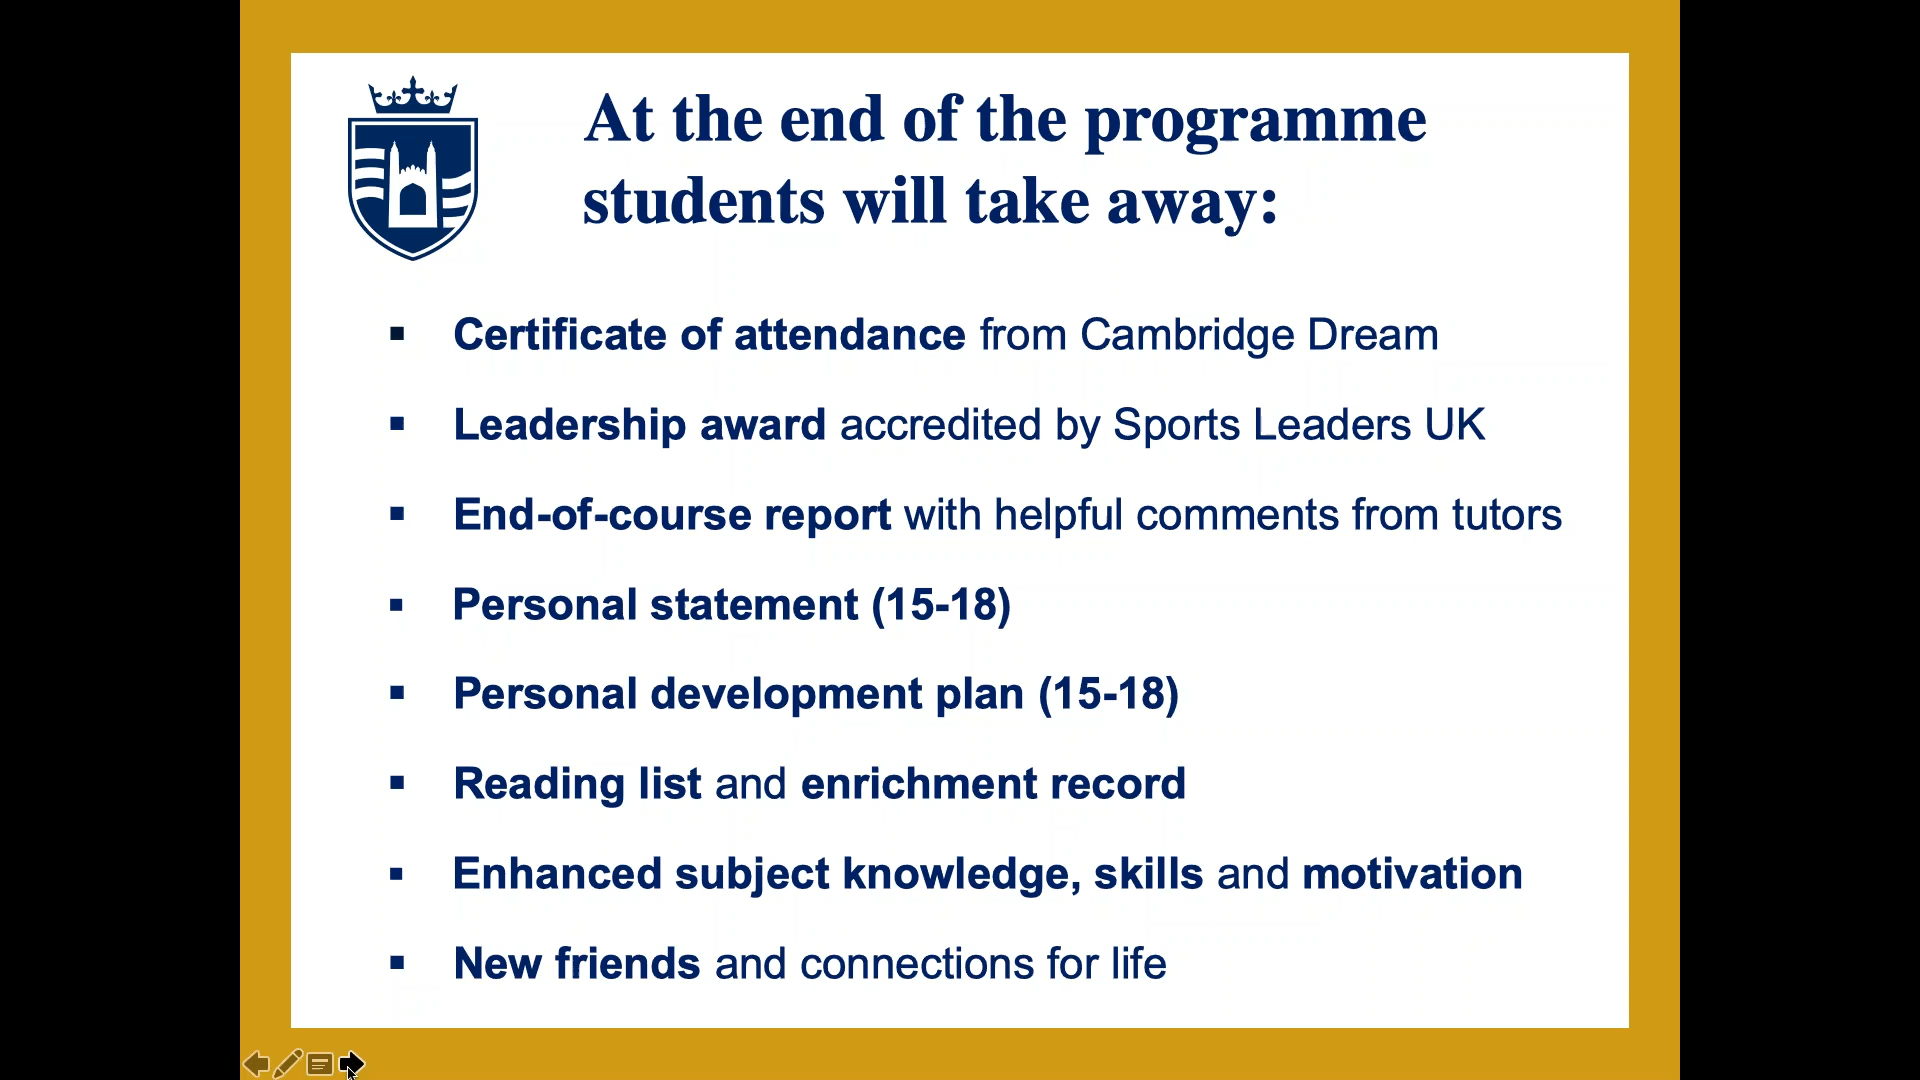 At the end of the programme
students will take away:
▪ Certificate of attendance from Cambridge Dream
▪ Leadership award accredited by Sports Leaders UK
▪ End-of-course report with helpful comments from tutors
▪ Personal statement (15-18)
▪ Personal development plan (15-18)
▪ Reading list and enrichment record
▪ Enhanced subject knowledge, skills and motivation
▪ New friends and connections for life